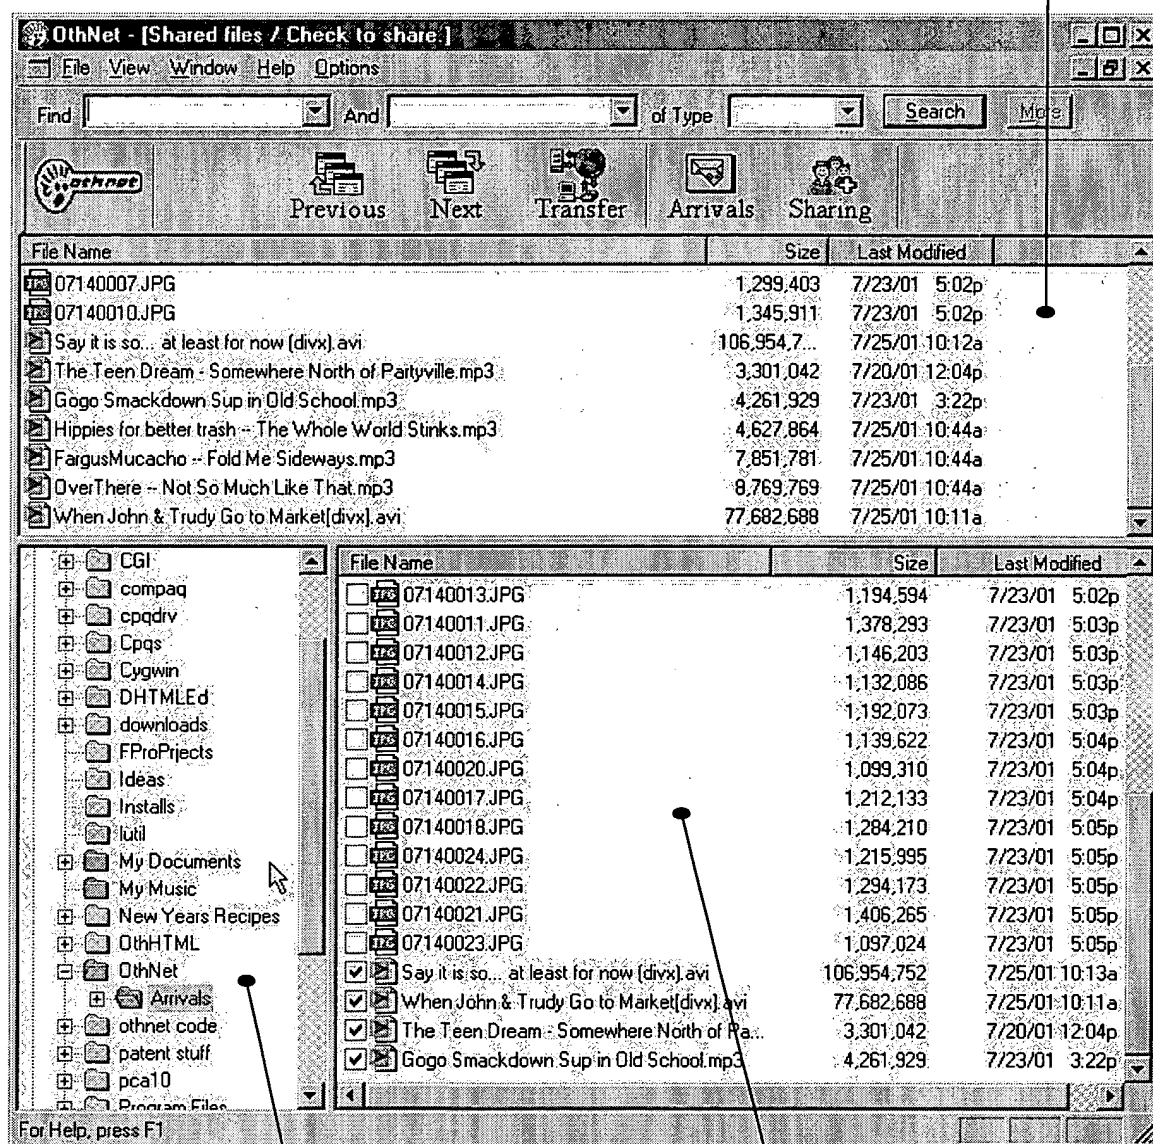 OthNet - [Shared files / Check to share ]
File View Window Help Options
Find And of Type Search More
othnet Previous Next Transfer Arrivals Sharing
File Name Size Last Modified
07140007.JPG 1,299,403 7/23/01 5:02p
07140010.JPG 1,345,911 7/23/01 5:02p
Say it is so... at least for now (divx).avi 106,954,7... 7/25/01 10:12a
The Teen Dream - Somewhere North of Partyville.mp3 3,301,042 7/20/01 12:04p
Gogo Smackdown Sup in Old School.mp3 4,261,929 7/23/01 3:22p
Hippies for better trash -- The Whole World Stinks.mp3 4,627,864 7/25/01 10:44a
FargusMucacho -- Fold Me Sideways.mp3 7,851,781 7/25/01 10:44a
OverThere -- Not So Much Like That.mp3 8,769,769 7/25/01 10:44a
When John & Trudy Go to Market[divx].avi 77,682,688 7/25/01 10:11a
CGI
compaq
cpqdrv
Cpqs
Cygwin
DHTMLEd
downloads
FProPrjects
Ideas
Installs
lutil
My Documents
My Music
New Years Recipes
OthHTML
OthNet
Arrivals
othnet code
patent stuff
pca10
Program Files
File Name Size Last Modified
07140013.JPG 1,194,594 7/23/01 5:02p
07140011.JPG 1,378,293 7/23/01 5:03p
07140012.JPG 1,146,203 7/23/01 5:03p
07140014.JPG 1,132,086 7/23/01 5:03p
07140015.JPG 1,192,073 7/23/01 5:03p
07140016.JPG 1,139,622 7/23/01 5:04p
07140020.JPG 1,099,310 7/23/01 5:04p
07140017.JPG 1,212,133 7/23/01 5:04p
07140018.JPG 1,284,210 7/23/01 5:05p
07140024.JPG 1,215,995 7/23/01 5:05p
07140022.JPG 1,294,173 7/23/01 5:05p
07140021.JPG 1,406,265 7/23/01 5:05p
07140023.JPG 1,097,024 7/23/01 5:05p
Say it is so... at least for now (divx).avi 106,954,752 7/25/01 10:13a
When John & Trudy Go to Market[divx].avi 77,682,688 7/25/01 10:11a
The Teen Dream - Somewhere North of Pa... 3,301,042 7/20/01 12:04p
Gogo Smackdown Sup in Old School.mp3 4,261,929 7/23/01 3:22p
For Help, press F1